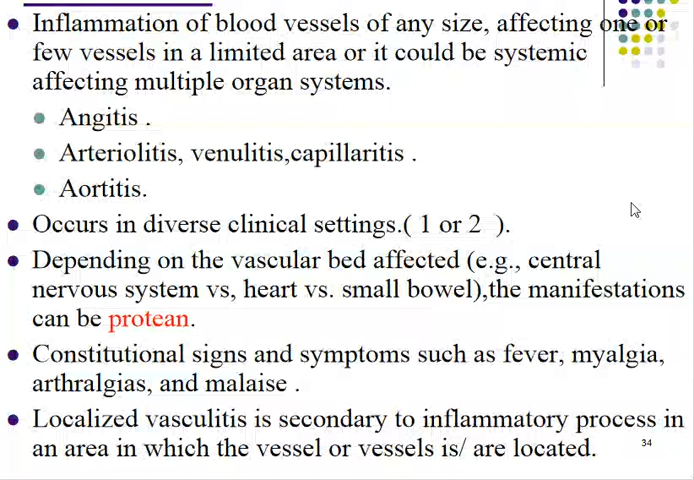 Inflammation of blood vessels of any size, affecting one or
few vessels in a limited area or it could be systemic
affecting multiple organ systems.
Angitis .
Arteriolitis, venulitis,capillaritis .
Aortitis.
Occurs in diverse clinical settings.( 1 or 2 ).
Depending on the vascular bed affected (e.g., central
nervous system vs, heart vs. small bowel),the manifestations
can be protean.
Constitutional signs and symptoms such as fever, myalgia,
arthralgias, and malaise .
Localized vasculitis is secondary to inflammatory process in
an area in which the vessel or vessels is/ are located.
34